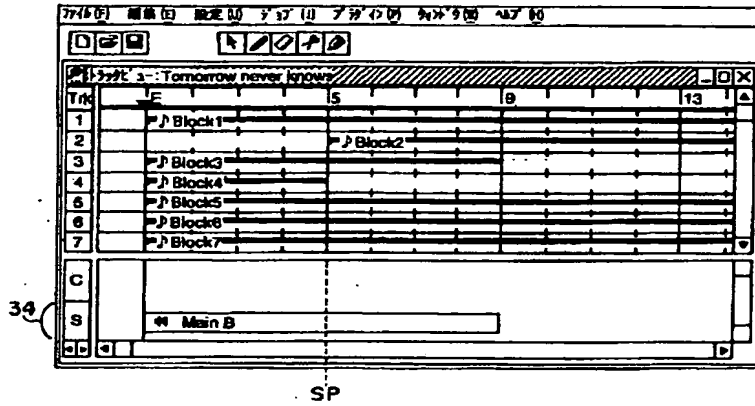 ファイル(F) 編集(E) 設定(U) ジョブ(J) プラグイン(P) ウィンドウ(W) ヘルプ(H)
トラックビュー:Tomorrow never knows
Trk 5 9 13
1 ♪Block1
2 ♪Block2
3 ♪Block3
4 ♪Block4
5 ♪Block5
6 ♪Block6
7 ♪Block7
C
34 S Main B
SP